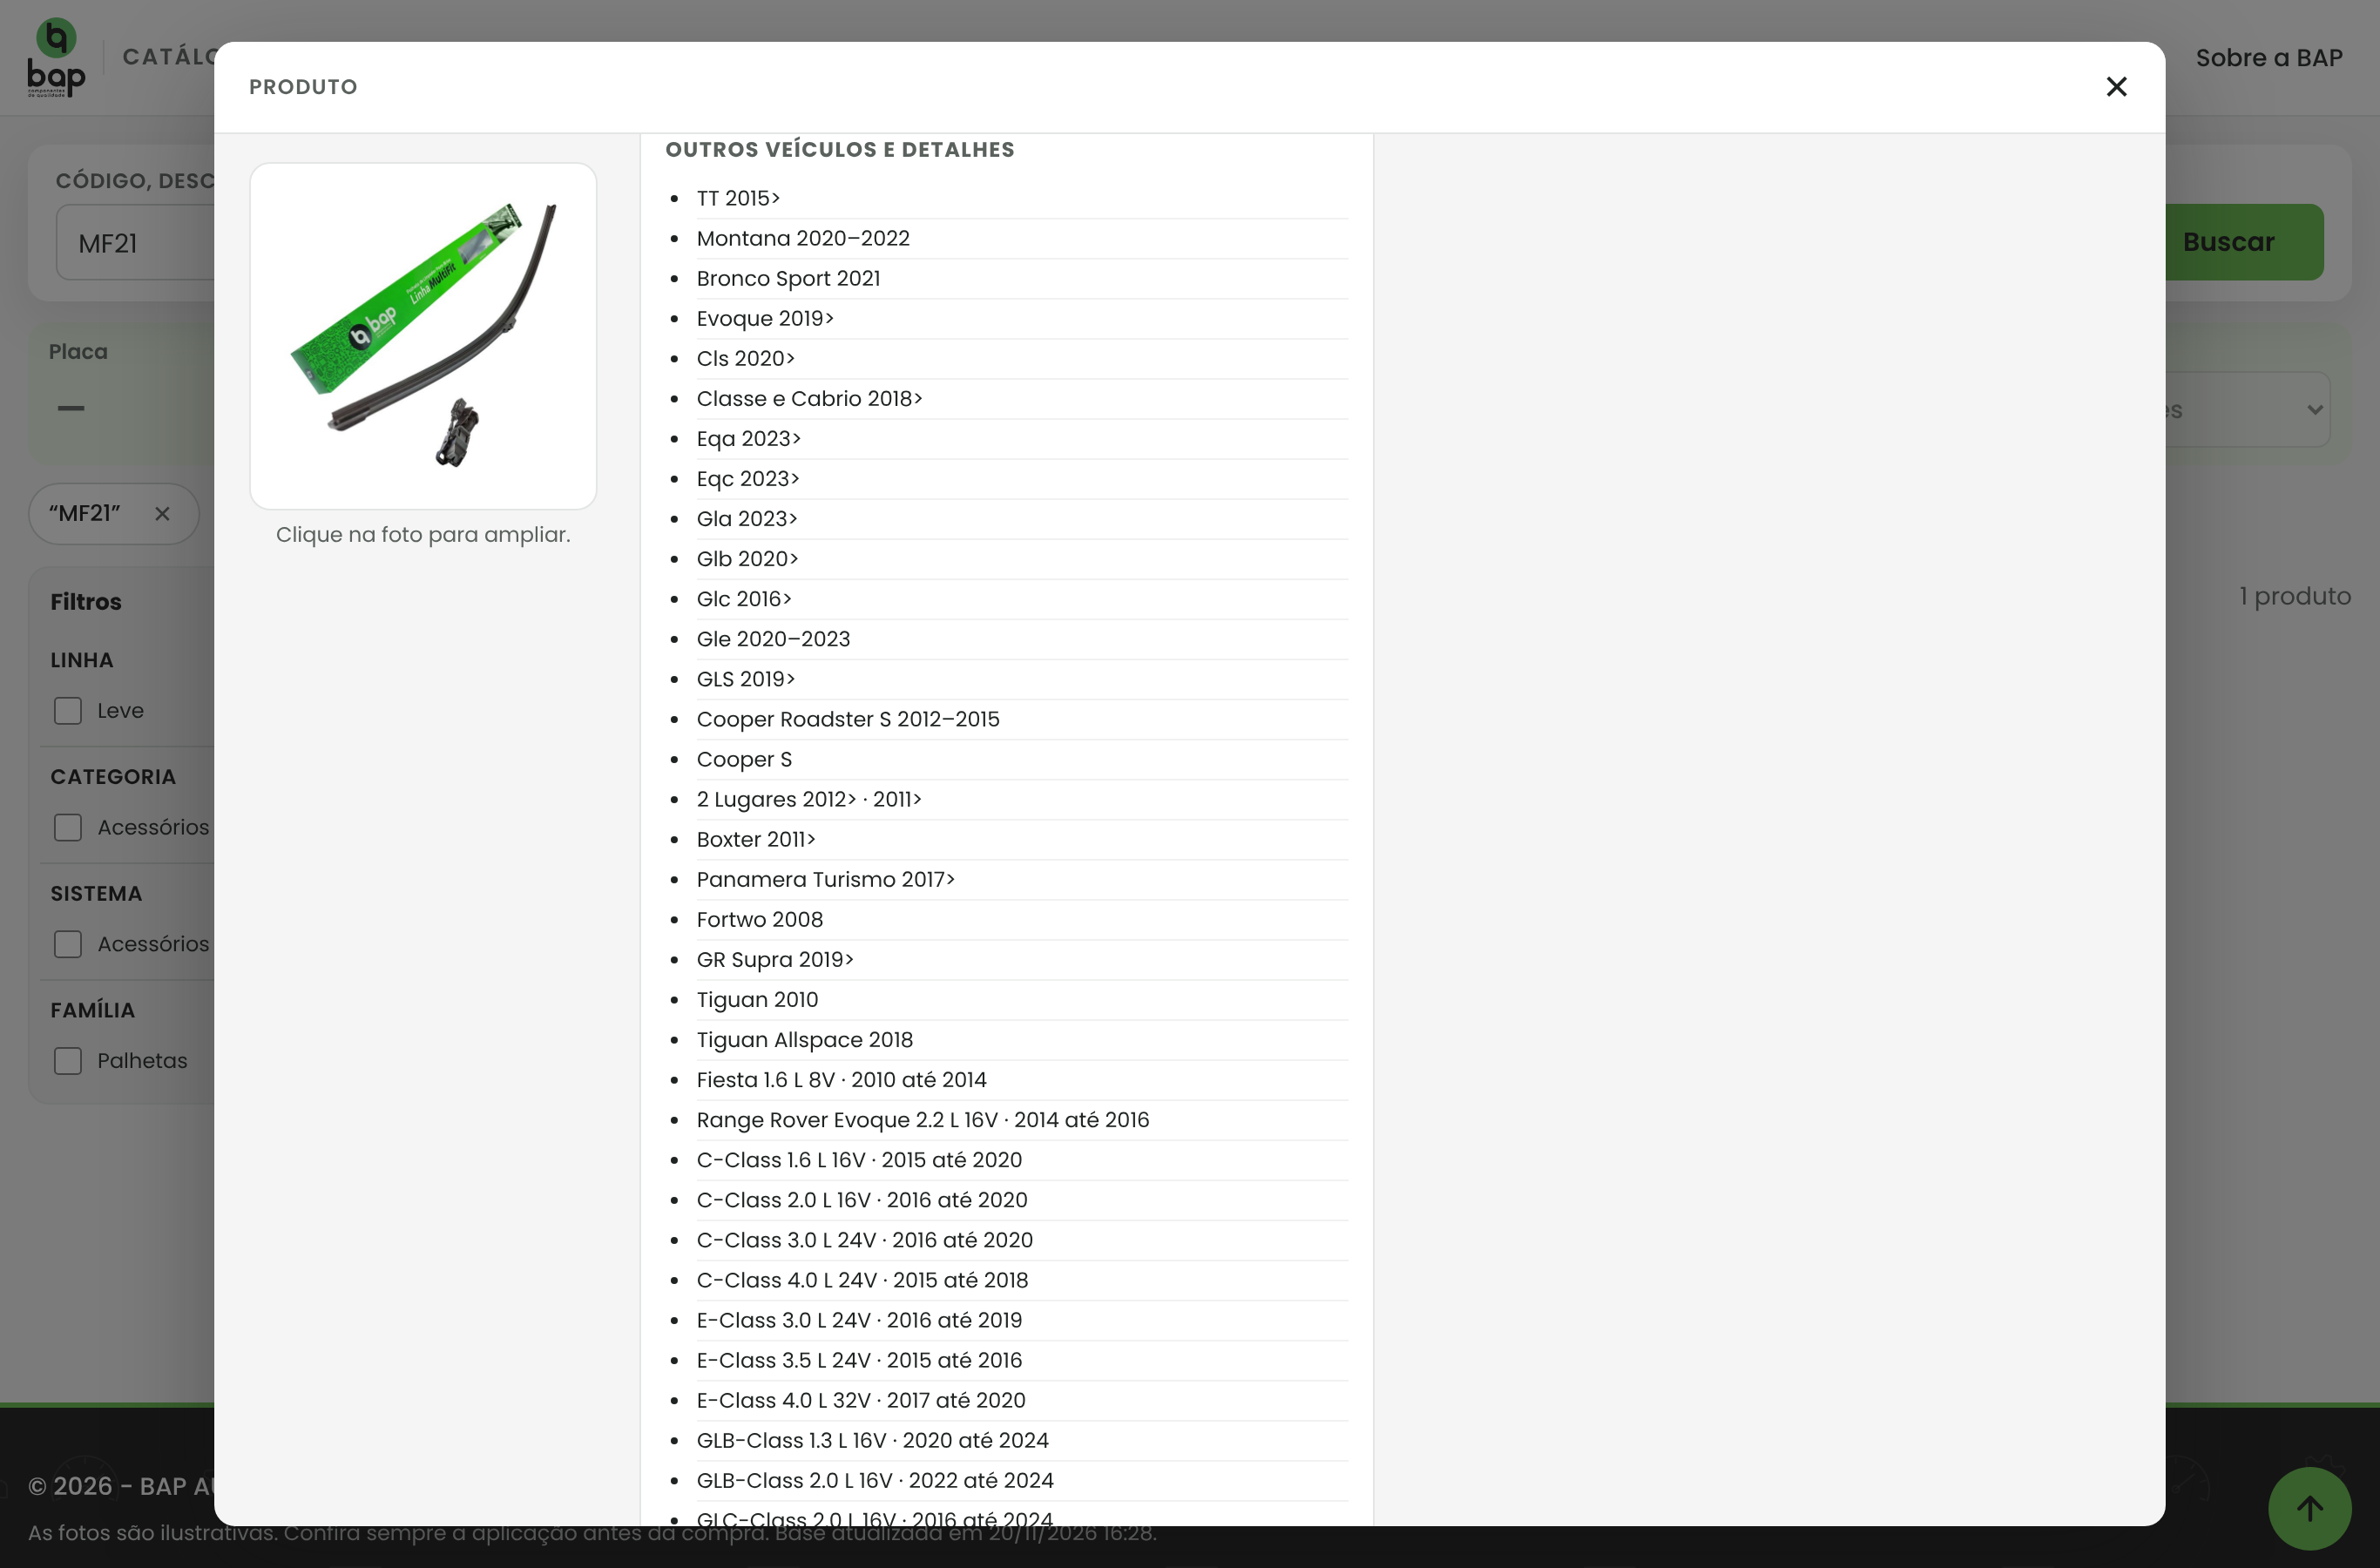 bap
CATÁLO
Sobre a BAP
PRODUTO
CÓDIGO, DESC
MF21
Buscar
Placa
—
es
“MF21”
1 produto
Filtros
LINHA
Leve
CATEGORIA
Acessórios
SISTEMA
Acessórios
FAMÍLIA
Palhetas
bap
Linha MultiFit
Clique na foto para ampliar.
OUTROS VEÍCULOS E DETALHES
TT 2015>
Montana 2020–2022
Bronco Sport 2021
Evoque 2019>
Cls 2020>
Classe e Cabrio 2018>
Eqa 2023>
Eqc 2023>
Gla 2023>
Glb 2020>
Glc 2016>
Gle 2020–2023
GLS 2019>
Cooper Roadster S 2012–2015
Cooper S
2 Lugares 2012> · 2011>
Boxter 2011>
Panamera Turismo 2017>
Fortwo 2008
GR Supra 2019>
Tiguan 2010
Tiguan Allspace 2018
Fiesta 1.6 L 8V · 2010 até 2014
Range Rover Evoque 2.2 L 16V · 2014 até 2016
C-Class 1.6 L 16V · 2015 até 2020
C-Class 2.0 L 16V · 2016 até 2020
C-Class 3.0 L 24V · 2016 até 2020
C-Class 4.0 L 24V · 2015 até 2018
E-Class 3.0 L 24V · 2016 até 2019
E-Class 3.5 L 24V · 2015 até 2016
E-Class 4.0 L 32V · 2017 até 2020
GLB-Class 1.3 L 16V · 2020 até 2024
GLB-Class 2.0 L 16V · 2022 até 2024
GLC-Class 2.0 L 16V · 2016 até 2024
© 2026 - BAP AU
As fotos são ilustrativas. Confira sempre a aplicação antes da compra. Base atualizada em 20/11/2026 16:28.